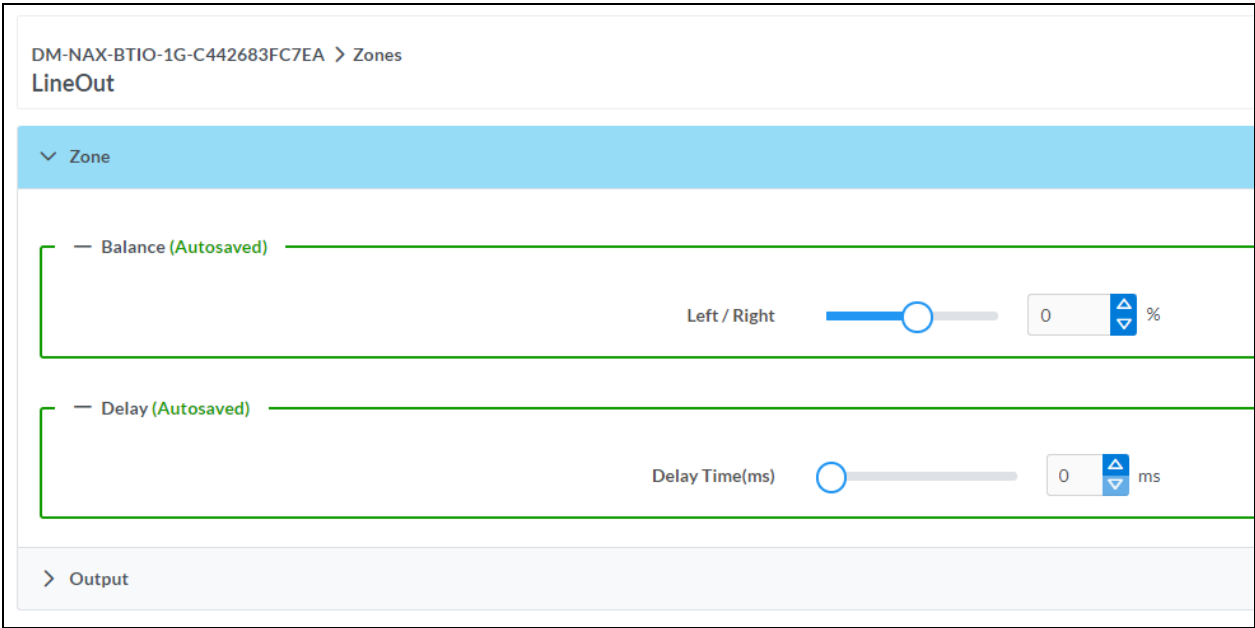 DM-NAX-BTIO-1G-C442683FC7EA > Zones
LineOut
Zone
Balance (Autosaved)
Left / Right 0 %
Delay (Autosaved)
Delay Time(ms) 0 ms
Output